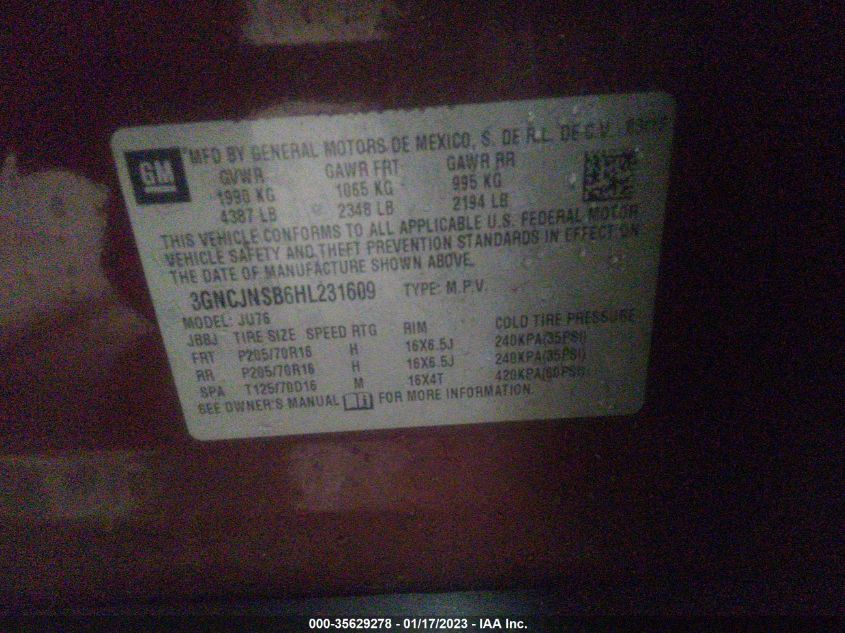 GM
MFD BY GENERAL MOTORS DE MEXICO, S. DE R.L. DE C.V.
GVWR GAWR FRT GAWR RR
1990 KG 1065 KG 995 KG
4387 LB 2348 LB 2194 LB
THIS VEHICLE CONFORMS TO ALL APPLICABLE U.S. FEDERAL MOTOR
VEHICLE SAFETY AND THEFT PREVENTION STANDARDS IN EFFECT ON
THE DATE OF MANUFACTURE SHOWN ABOVE.
3GNCJNSB6HL231609 TYPE: M.P.V.
MODEL: JU76
JBBJ TIRE SIZE SPEED RTG RIM COLD TIRE PRESSURE
FRT P205/70R16 H 16X6.5J 240KPA(35PSI)
RR P205/70R16 H 16X6.5J 240KPA(35PSI)
SPA T125/70D16 M 16X4T 420KPA(60PSI)
SEE OWNER'S MANUAL FOR MORE INFORMATION.
000-35629278 - 01/17/2023 - IAA Inc.